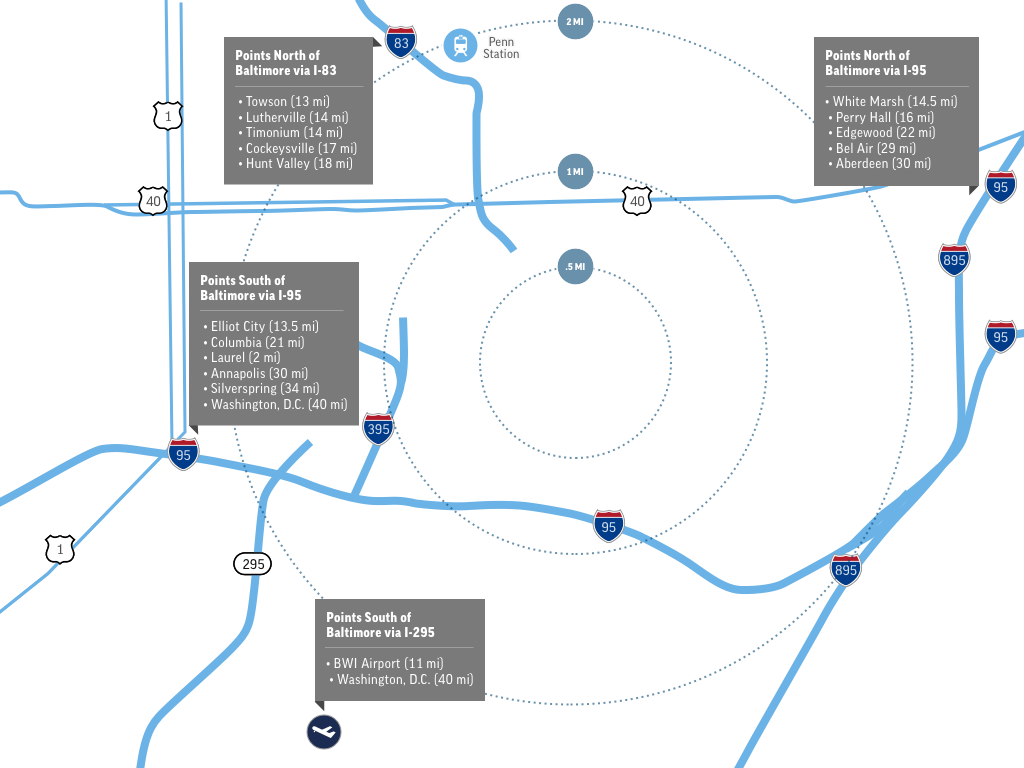 2 MI
83
Penn
Station
Points North of
Baltimore via I-83
• Towson (13 mi)
• Lutherville (14 mi)
• Timonium (14 mi)
• Cockeysville (17 mi)
• Hunt Valley (18 mi)
Points North of
Baltimore via I-95
• White Marsh (14.5 mi)
• Perry Hall (16 mi)
• Edgewood (22 mi)
• Bel Air (29 mi)
• Aberdeen (30 mi)
1
1 MI
40
40
95
895
.5 MI
Points South of
Baltimore via I-95
• Elliot City (13.5 mi)
• Columbia (21 mi)
• Laurel (2 mi)
• Annapolis (30 mi)
• Silverspring (34 mi)
• Washington, D.C. (40 mi)
95
395
95
95
1
295
895
Points South of
Baltimore via I-295
• BWI Airport (11 mi)
• Washington, D.C. (40 mi)